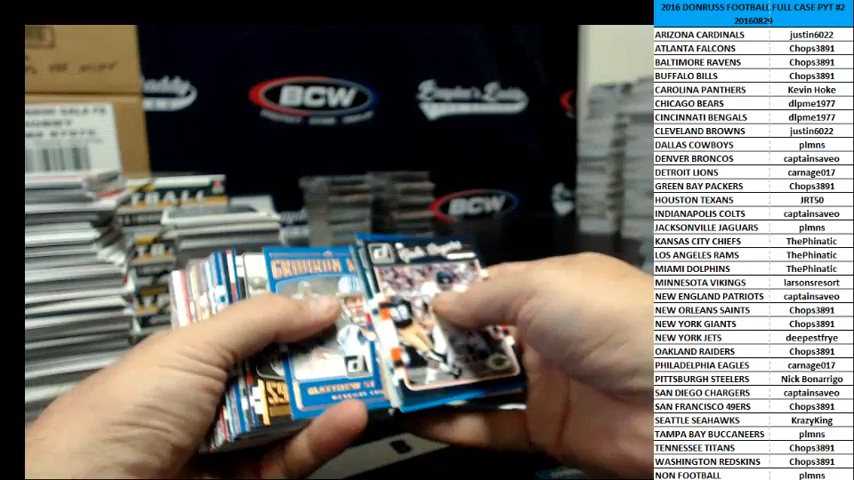 2016 DONRUSS FOOTBALL FULL CASE PYT #2
20160829
ARIZONA CARDINALS justin6022
ATLANTA FALCONS Chops3891
BALTIMORE RAVENS Chops3891
BUFFALO BILLS Chops3891
CAROLINA PANTHERS Kevin Hoke
CHICAGO BEARS dlpme1977
CINCINNATI BENGALS dlpme1977
CLEVELAND BROWNS justin6022
DALLAS COWBOYS plmns
DENVER BRONCOS captainsaveo
DETROIT LIONS carnage017
GREEN BAY PACKERS Chops3891
HOUSTON TEXANS JRT50
INDIANAPOLIS COLTS captainsaveo
JACKSONVILLE JAGUARS plmns
KANSAS CITY CHIEFS ThePhinatic
LOS ANGELES RAMS ThePhinatic
MIAMI DOLPHINS ThePhinatic
MINNESOTA VIKINGS larsonsresort
NEW ENGLAND PATRIOTS captainsaveo
NEW ORLEANS SAINTS Chops3891
NEW YORK GIANTS Chops3891
NEW YORK JETS deepestfrye
OAKLAND RAIDERS Chops3891
PHILADELPHIA EAGLES carnage017
PITTSBURGH STEELERS Nick Bonarrigo
SAN DIEGO CHARGERS captainsaveo
SAN FRANCISCO 49ERS Chops3891
SEATTLE SEAHAWKS KrazyKing
TAMPA BAY BUCCANEERS plmns
TENNESSEE TITANS Chops3891
WASHINGTON REDSKINS Chops3891
NON FOOTBALL plmns
BCW
BCW
GRIDIRON
MATTHEW